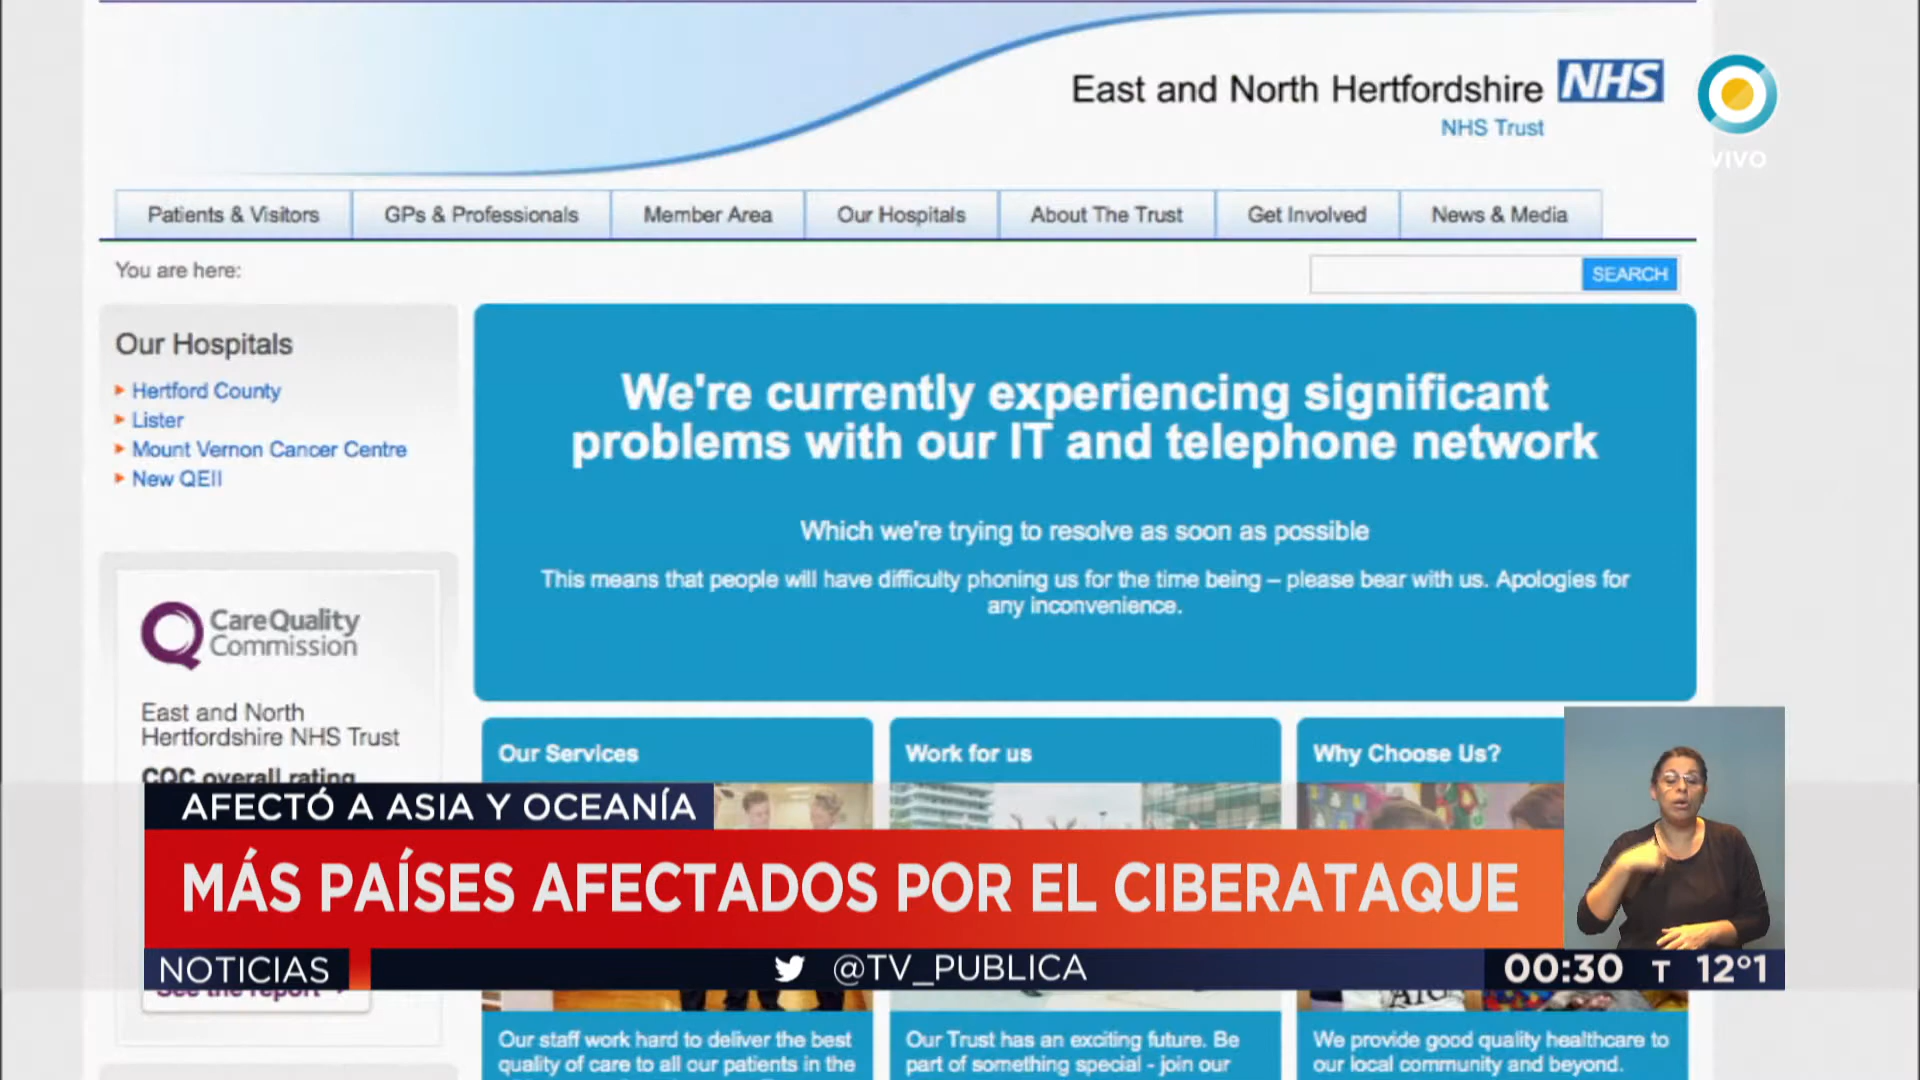 East and North Hertfordshire NHS
NHS Trust
VIVO
Patients & Visitors
GPs & Professionals
Member Area
Our Hospitals
About The Trust
Get Involved
News & Media
You are here:
SEARCH
Our Hospitals
Hertford County
Lister
Mount Vernon Cancer Centre
New QEII
We're currently experiencing significant
problems with our IT and telephone network
Which we're trying to resolve as soon as possible
This means that people will have difficulty phoning us for the time being – please bear with us. Apologies for
any inconvenience.
CareQuality
Commission
East and North
Hertfordshire NHS Trust
CQC overall rating
Our Services
Work for us
Why Choose Us?
AFECTÓ A ASIA Y OCEANÍA
MÁS PAÍSES AFECTADOS POR EL CIBERATAQUE
NOTICIAS
@TV_PUBLICA
00:30 T 12°1
See the report
Our staff work hard to deliver the best
quality of care to all our patients in the
Our Trust has an exciting future. Be
part of something special - join our
We provide good quality healthcare to
our local community and beyond.